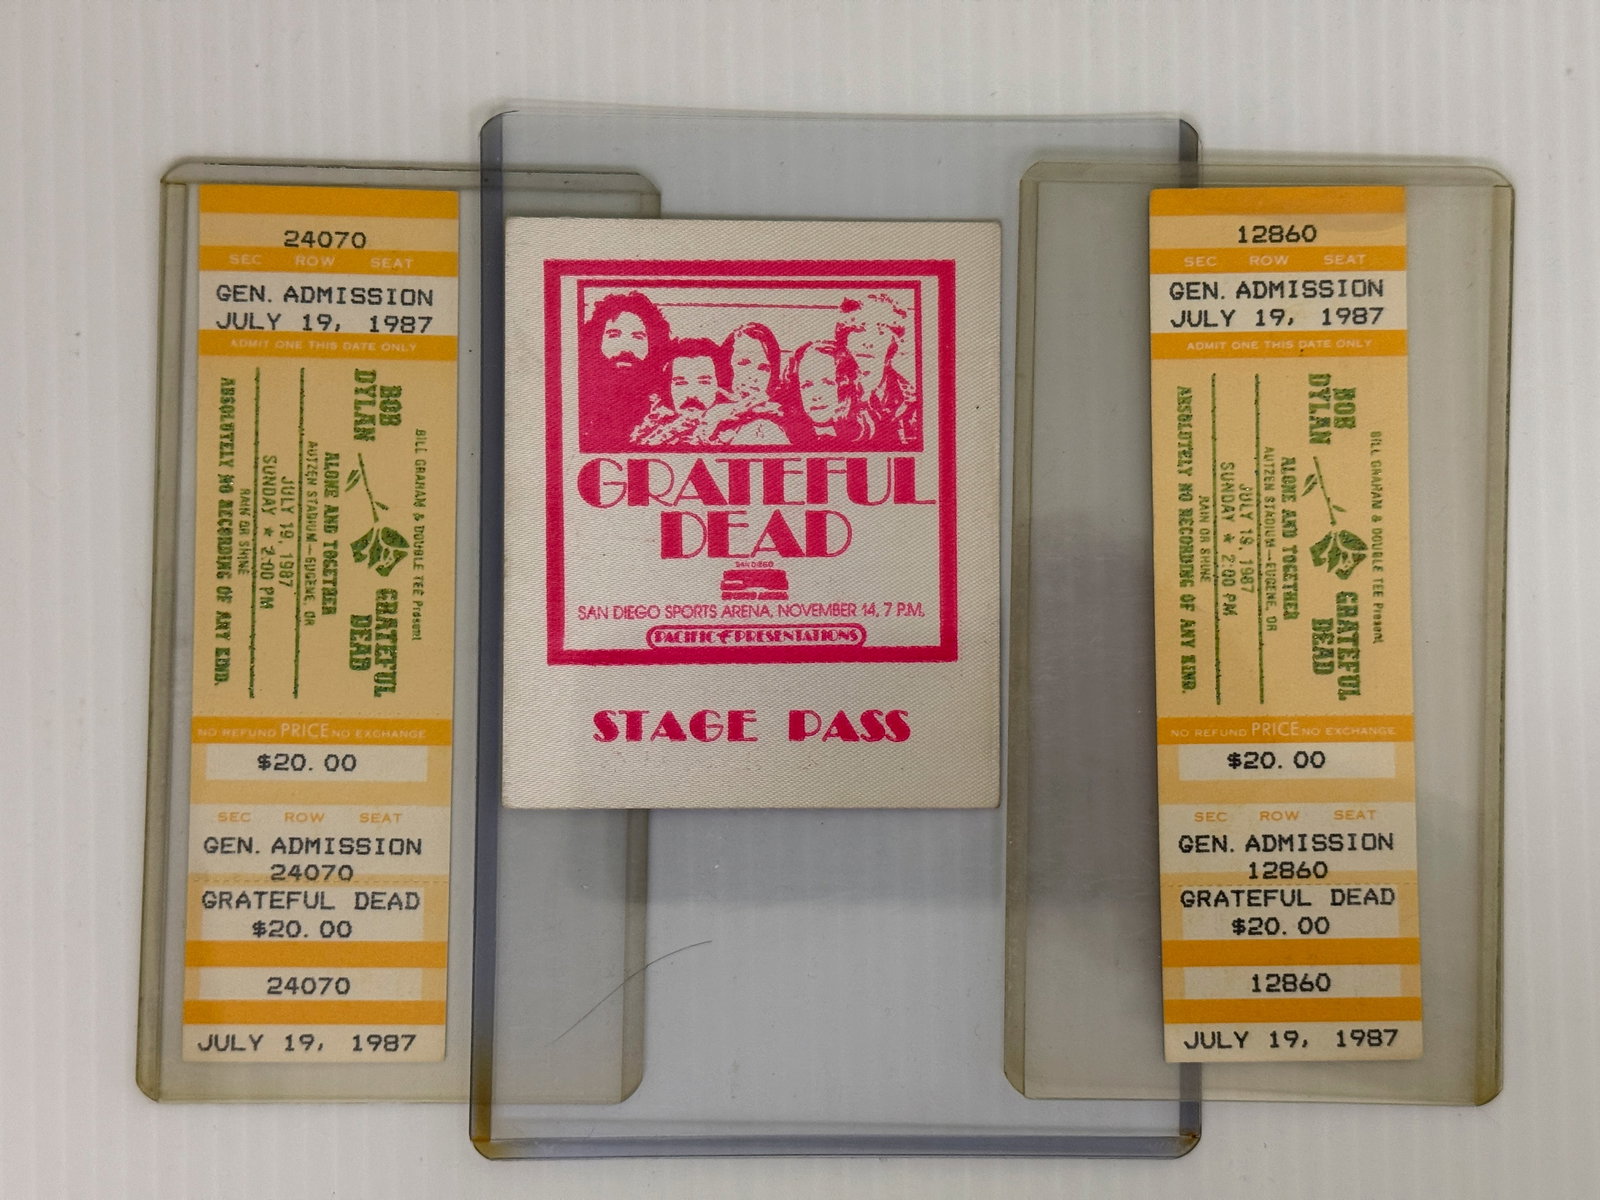 24070
SEC ROW SEAT
GEN. ADMISSION
JULY 19, 1987
ADMIT ONE THIS DATE ONLY
BILL GRAHAM & DOUBLE TEE Present
BOB DYLAN
GRATEFUL DEAD
ALONE AND TOGETHER
AUTZEN STADIUM—EUGENE, OR
JULY 19, 1987
SUNDAY ★ 2:00 PM
RAIN OR SHINE
ABSOLUTELY NO RECORDING OF ANY KIND.
NO REFUND PRICE NO EXCHANGE
$20.00
SEC ROW SEAT
GEN. ADMISSION
24070
GRATEFUL DEAD
$20.00
24070
JULY 19, 1987
GRATEFUL
DEAD
SAN DIEGO
SPORTS ARENA
SAN DIEGO SPORTS ARENA, NOVEMBER 14, 7 P.M.
PACIFIC PRESENTATIONS
STAGE PASS
12860
SEC ROW SEAT
GEN. ADMISSION
JULY 19, 1987
ADMIT ONE THIS DATE ONLY
BILL GRAHAM & DOUBLE TEE Present
BOB DYLAN
GRATEFUL DEAD
ALONE AND TOGETHER
AUTZEN STADIUM—EUGENE, OR
JULY 19, 1987
SUNDAY ★ 2:00 PM
RAIN OR SHINE
ABSOLUTELY NO RECORDING OF ANY KIND.
NO REFUND PRICE NO EXCHANGE
$20.00
SEC ROW SEAT
GEN. ADMISSION
12860
GRATEFUL DEAD
$20.00
12860
JULY 19, 1987